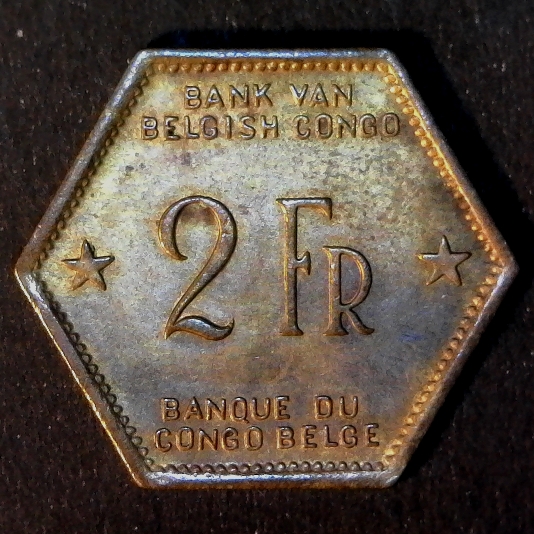 BANK VAN
BELGISH CONGO
2 FR
BANQUE DU
CONGO BELGE